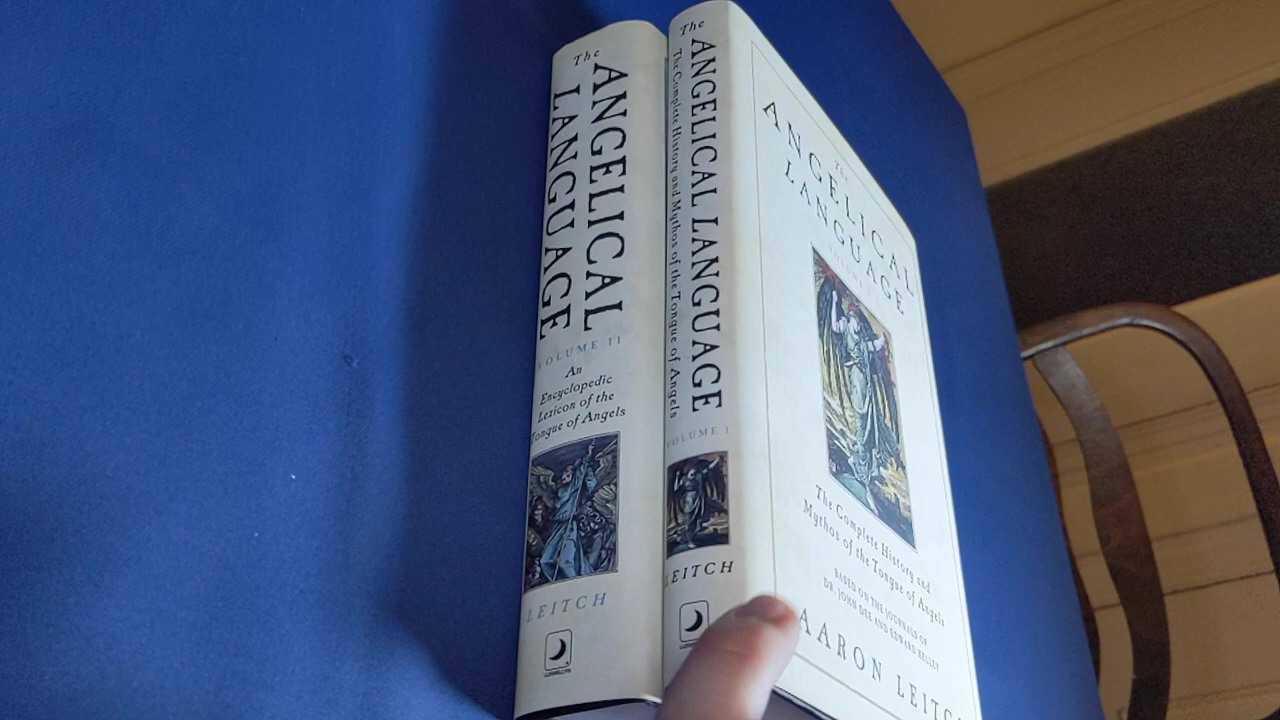 The
ANGELICAL
LANGUAGE
VOLUME II
An
Encyclopedic
Lexicon of the
Tongue of Angels
LEITCH
LLEWELLYN
The
ANGELICAL LANGUAGE
The Complete History and Mythos of the Tongue of Angels
VOLUME I
LEITCH
The
ANGELICAL
LANGUAGE
The Complete History and
Mythos of the Tongue of Angels
BASED ON THE JOURNALS OF
DR. JOHN DEE AND EDWARD KELLEY
AARON LEITCH